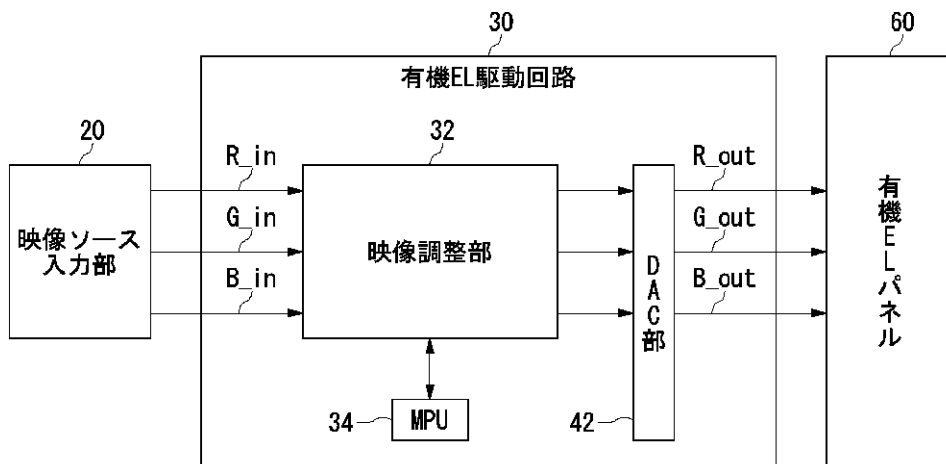 30
60
有機EL駆動回路
20
32
R_in
R_out
G_in
G_out
映像ソース
入力部
映像調整部
有機ELパネル
B_in
B_out
DAC部
34
MPU
42